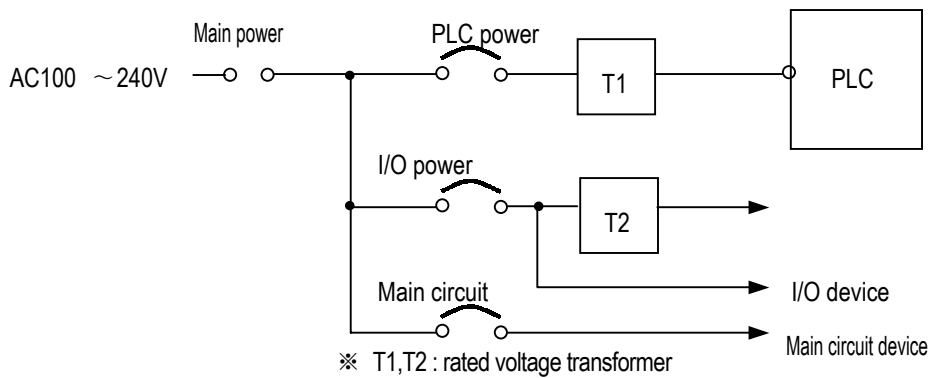 Main power
PLC power
AC100 ～240V
T1
PLC
I/O power
T2
Main circuit
I/O device
Main circuit device
※ T1,T2 : rated voltage transformer